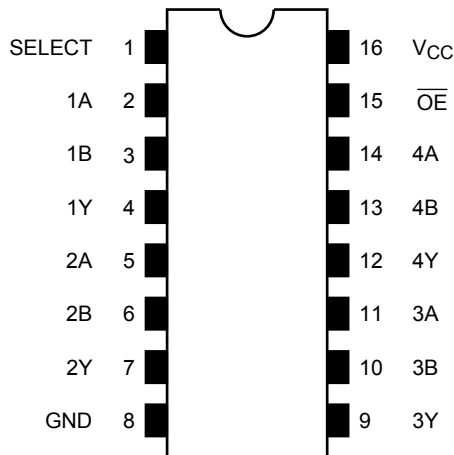 SELECT 1 16 VCC
1A 2 15 OE
1B 3 14 4A
1Y 4 13 4B
2A 5 12 4Y
2B 6 11 3A
2Y 7 10 3B
GND 8 9 3Y